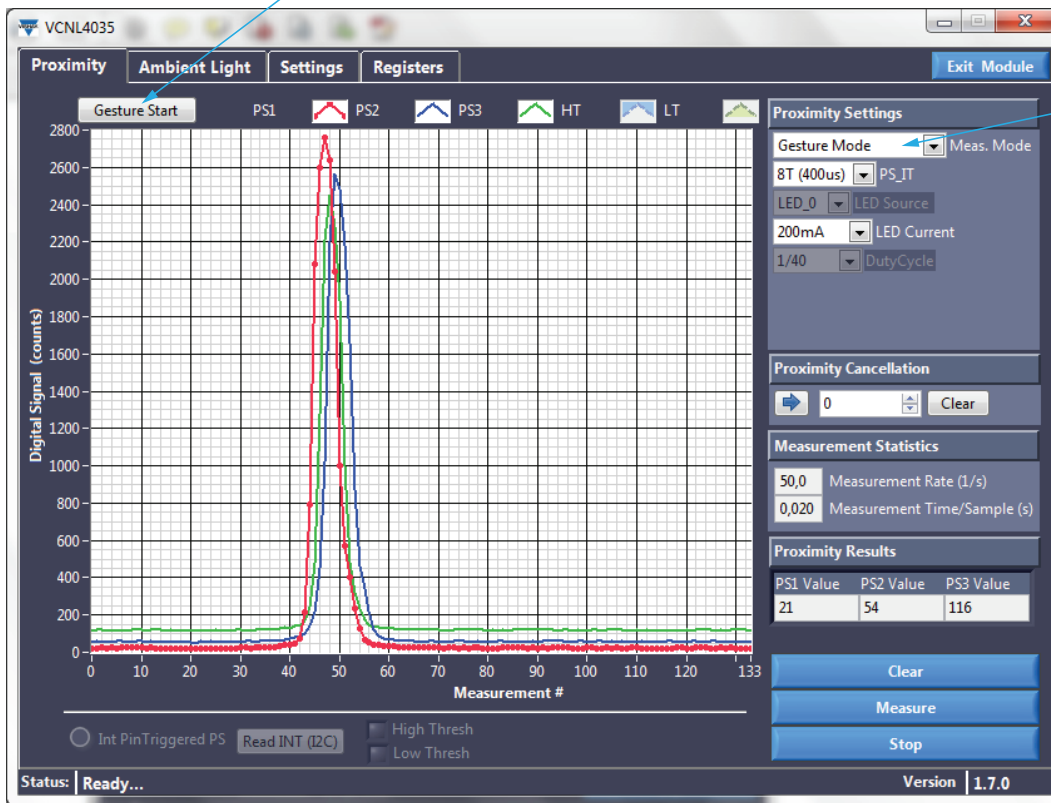 VCNL4035
Proximity
Ambient Light
Settings
Registers
Exit Module
Gesture Start
PS1
PS2
PS3
HT
LT
2800
2600
2400
2200
2000
1800
1600
1400
1200
1000
800
600
400
200
0
Digital Signal (counts)
0 10 20 30 40 50 60 70 80 90 100 110 120 133
Measurement #
Int PinTriggered PS
Read INT (I2C)
High Thresh
Low Thresh
Proximity Settings
Gesture Mode Meas. Mode
8T (400us) PS_IT
LED_0 LED Source
200mA LED Current
1/40 DutyCycle
Proximity Cancellation
0 Clear
Measurement Statistics
50,0 Measurement Rate (1/s)
0,020 Measurement Time/Sample (s)
Proximity Results
PS1 Value PS2 Value PS3 Value
21 54 116
Clear
Measure
Stop
Status: Ready...
Version 1.7.0